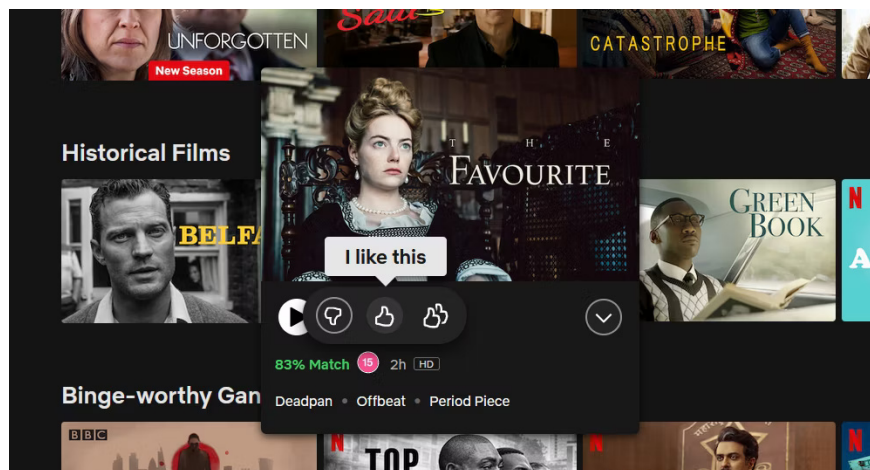 UNFORGOTTEN
New Season
Saul
CATASTROPHE
Historical Films
THE
FAVOURITE
BELFA
GREEN
BOOK
N
A
I like this
83% Match 15 2h HD
Deadpan • Offbeat • Period Piece
Binge-worthy Gan
BBC
N
TOP
N
N